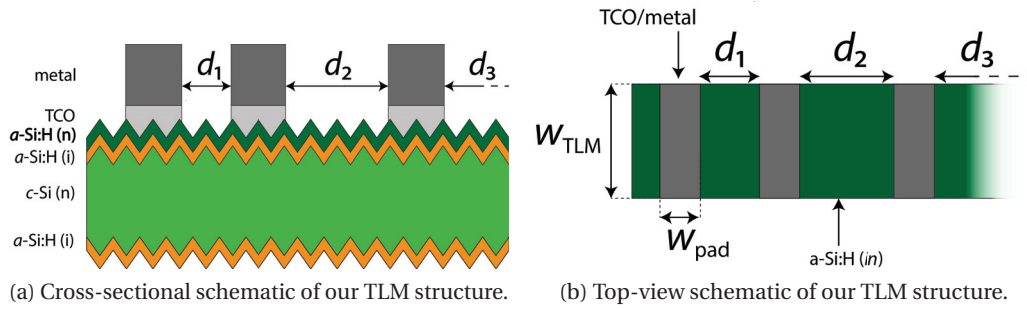 metal
TCO
a-Si:H (n)
a-Si:H (i)
c-Si (n)
a-Si:H (i)
d1
d2
d3
(a) Cross-sectional schematic of our TLM structure.
TCO/metal
d1
d2
d3
WTLM
Wpad
a-Si:H (in)
(b) Top-view schematic of our TLM structure.